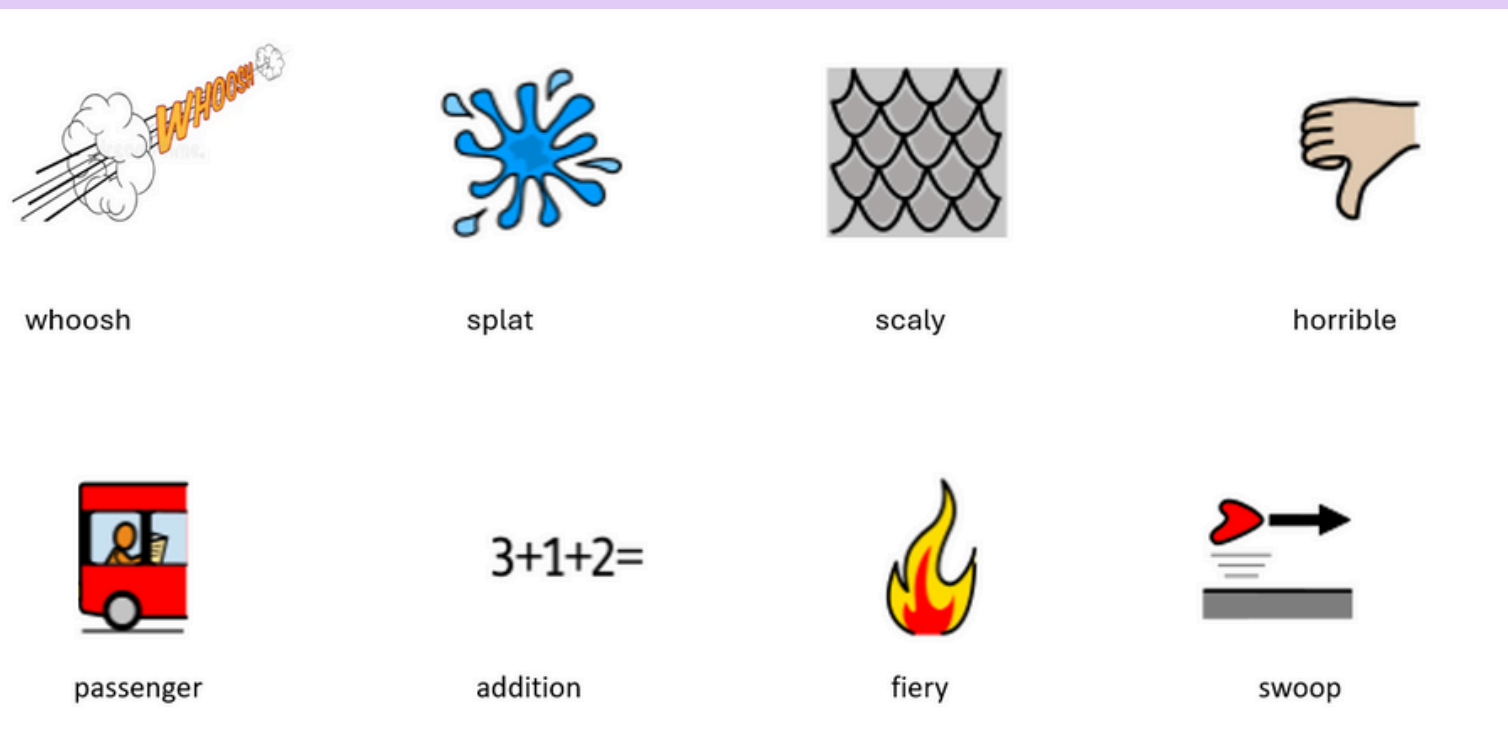 WHOOSH
whoosh splat scaly horrible
3+1+2=
passenger addition fiery swoop